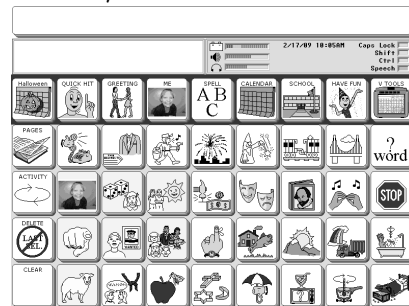 2/17/09 10:05AM Caps Lock
Shift
Ctrl
Speech
Halloween QUICK HIT GREETING ME SPELL CALENDAR SCHOOL HAVE FUN V TOOLS
A B
C
PAGES
?
word
ACTIVITY
STOP
DELETE
LAST
SEL
CLEAR